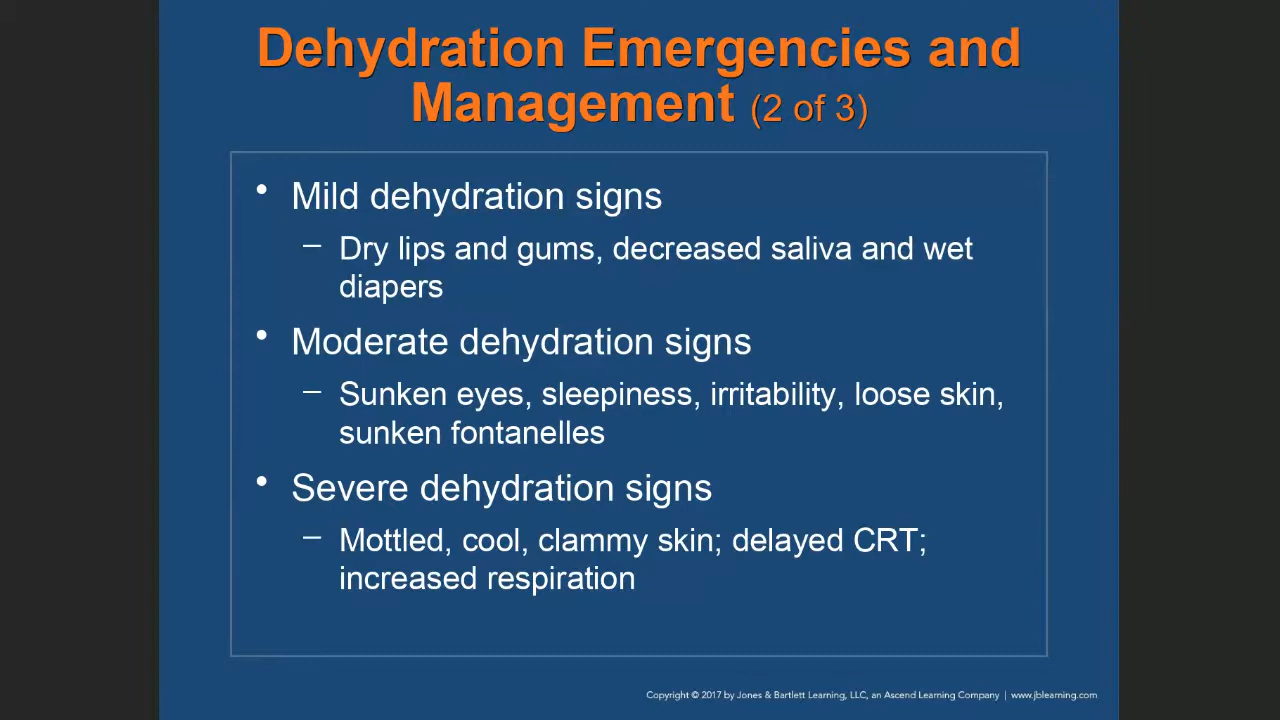 Dehydration Emergencies and
Management (2 of 3)
• Mild dehydration signs
– Dry lips and gums, decreased saliva and wet
diapers
• Moderate dehydration signs
– Sunken eyes, sleepiness, irritability, loose skin,
sunken fontanelles
• Severe dehydration signs
– Mottled, cool, clammy skin; delayed CRT;
increased respiration
Copyright © 2017 by Jones & Bartlett Learning, LLC, an Ascend Learning Company | www.jblearning.com